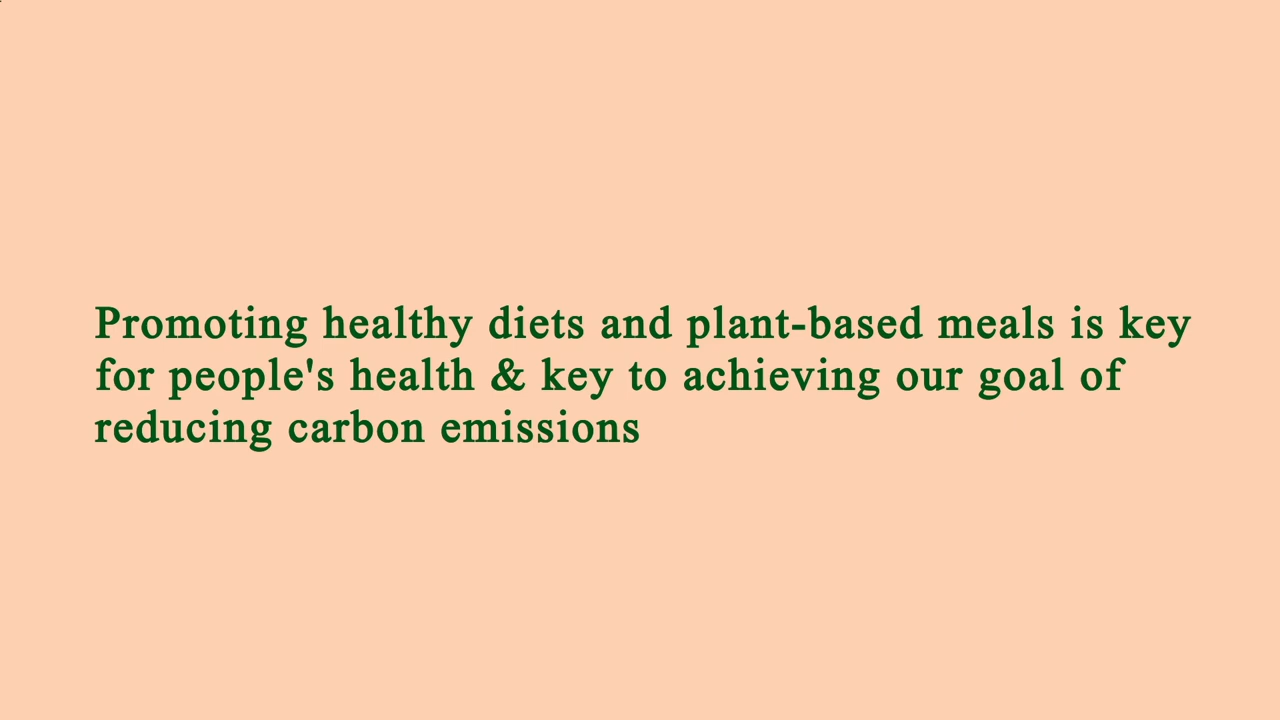 Promoting healthy diets and plant-based meals is key
for people's health & key to achieving our goal of
reducing carbon emissions